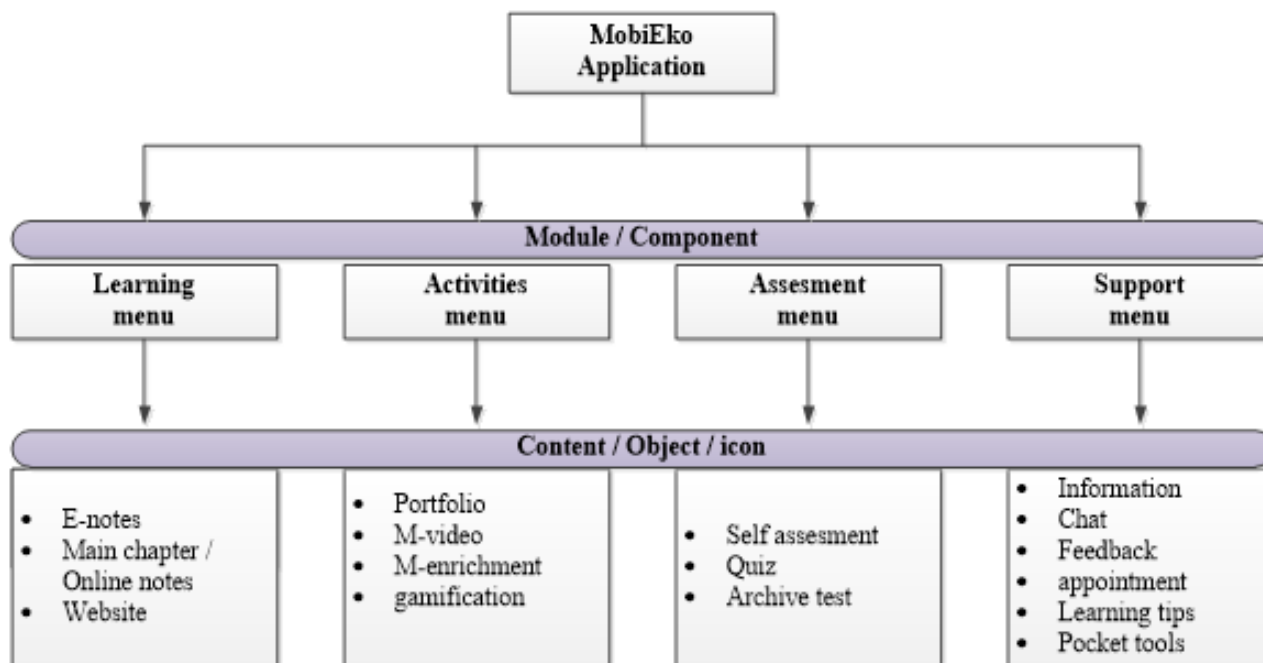 MobiEko
Application
Module / Component
Learning
menu
Activities
menu
Assesment
menu
Support
menu
Content / Object / icon
• E-notes
• Main chapter /
Online notes
• Website
• Portfolio
• M-video
• M-enrichment
• gamification
• Self assesment
• Quiz
• Archive test
• Information
• Chat
• Feedback
• appointment
• Learning tips
• Pocket tools